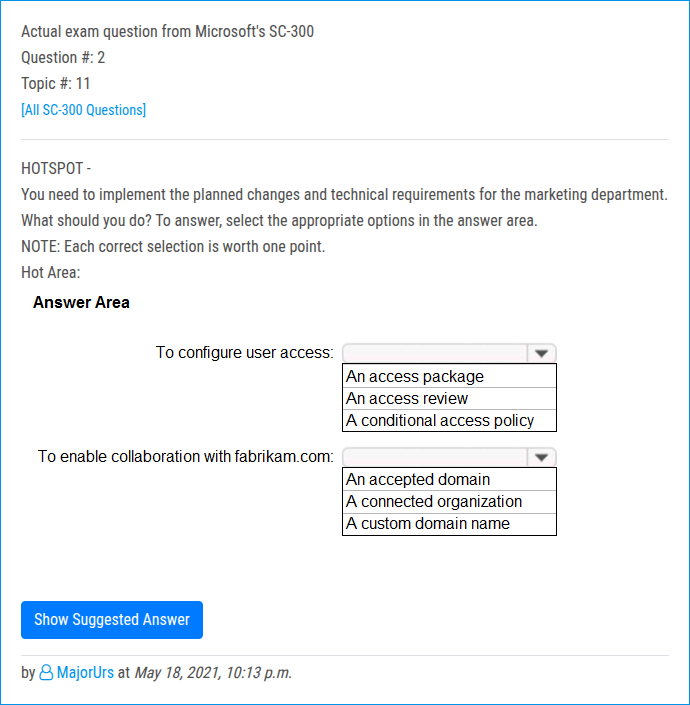 Actual exam question from Microsoft's SC-300
Question #: 2
Topic #: 11
[All SC-300 Questions]
HOTSPOT -
You need to implement the planned changes and technical requirements for the marketing department.
What should you do? To answer, select the appropriate options in the answer area.
NOTE: Each correct selection is worth one point.
Hot Area:
Answer Area
To configure user access:
An access package
An access review
A conditional access policy
To enable collaboration with fabrikam.com:
An accepted domain
A connected organization
A custom domain name
Show Suggested Answer
by MajorUrs at May 18, 2021, 10:13 p.m.